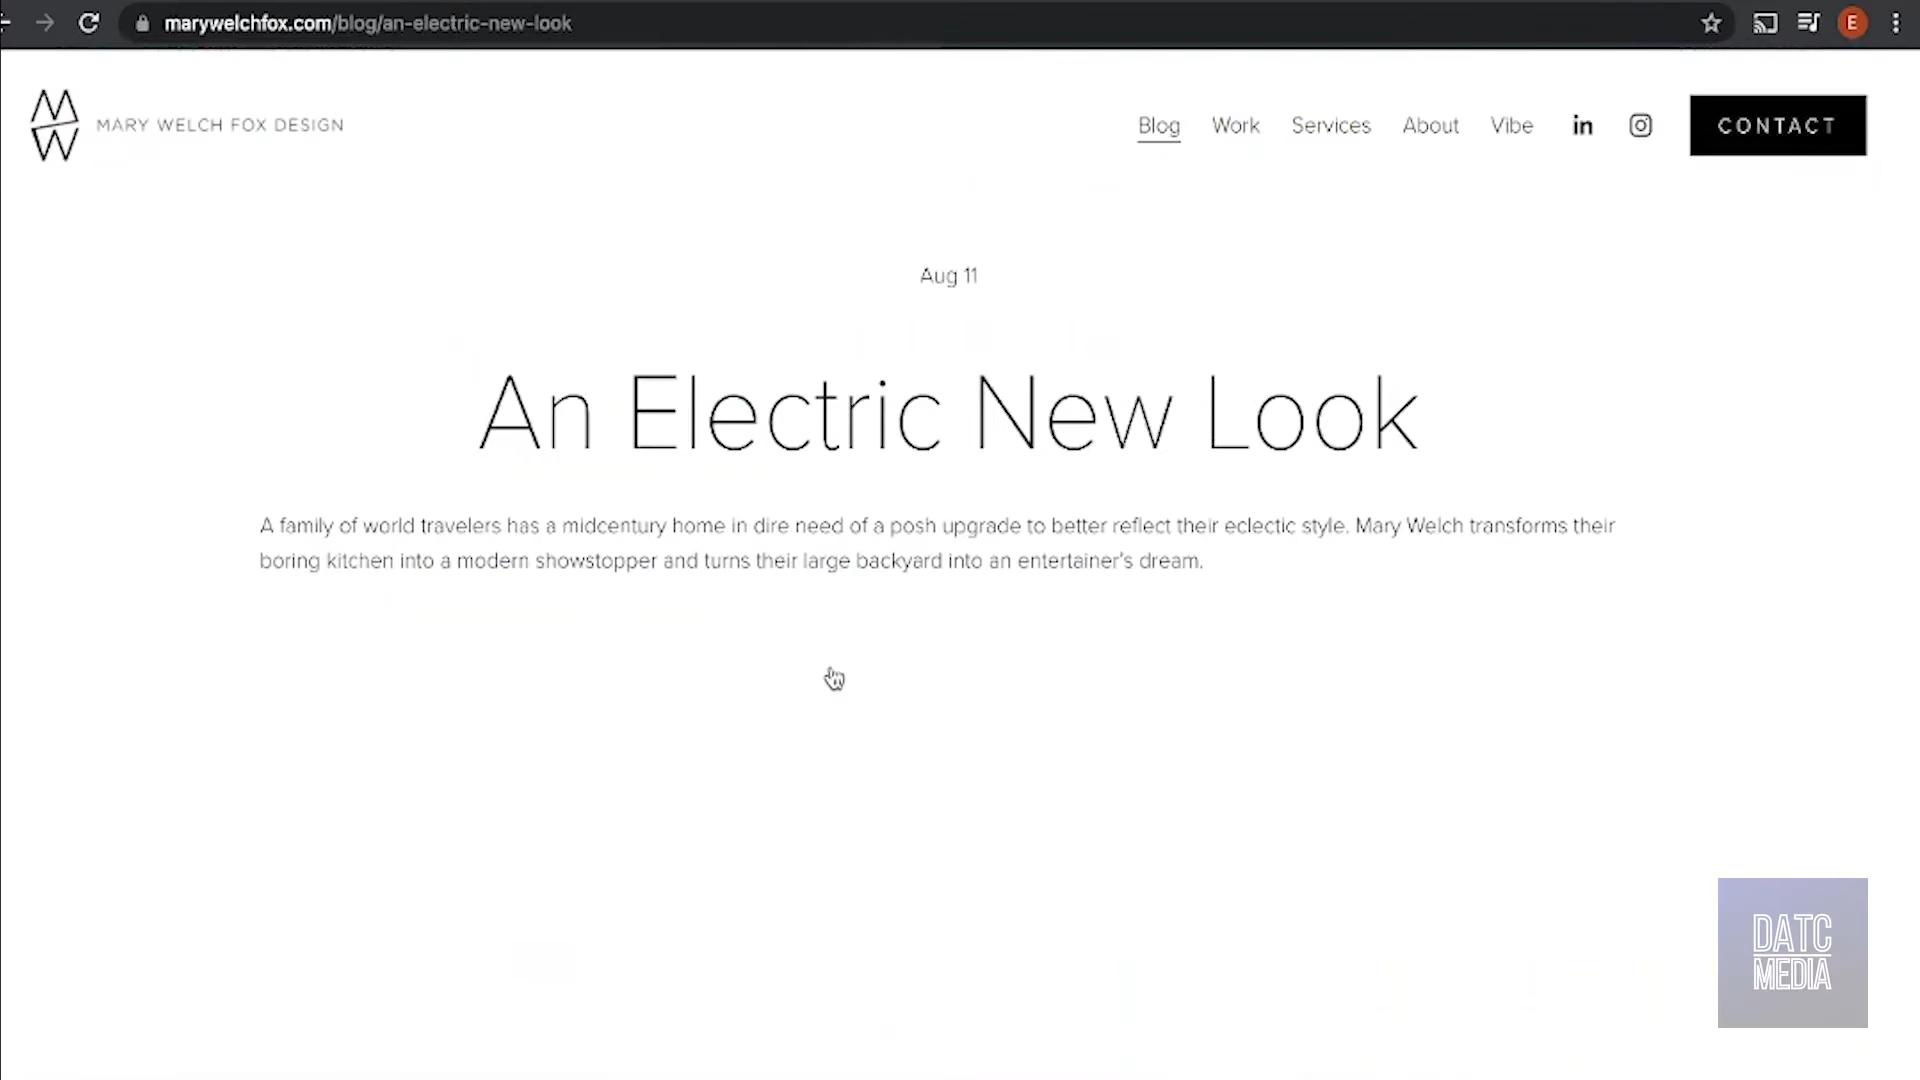 marywelchfox.com/blog/an-electric-new-look
E
MW
MARY WELCH FOX DESIGN
Blog Work Services About Vibe in CONTACT
Aug 11
An Electric New Look
A family of world travelers has a midcentury home in dire need of a posh upgrade to better reflect their eclectic style. Mary Welch transforms their
boring kitchen into a modern showstopper and turns their large backyard into an entertainer's dream.
DATC
MEDIA